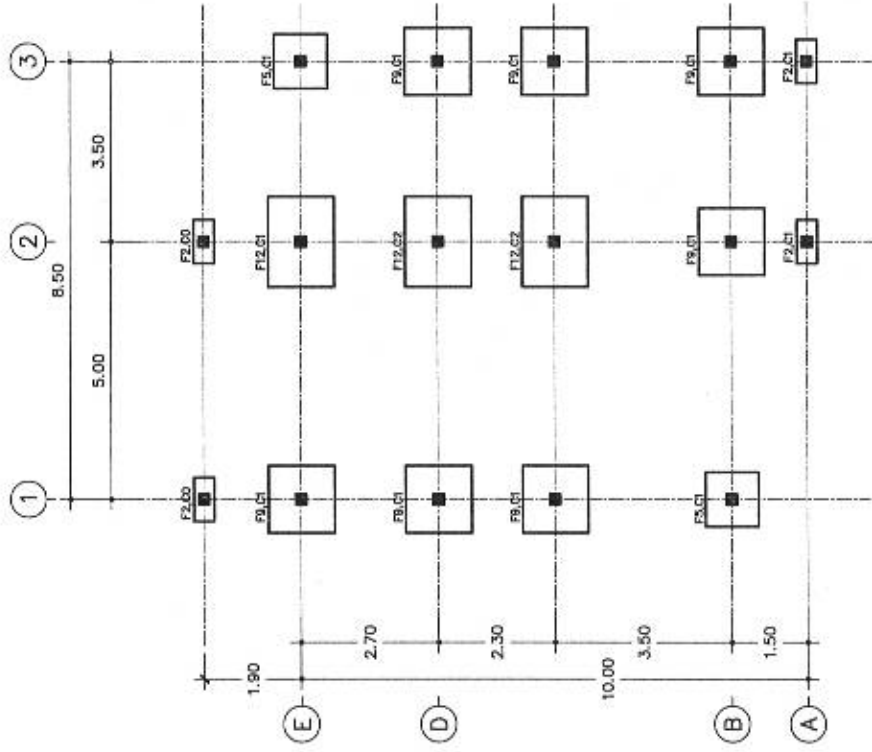 3
2
1
8.50
3.50
5.00
F2,C0
F2,C0
1.90
E
F9,C1
F12,C1
F5,C1
2.70
D
F9,C1
F12,C2
F9,C1
2.30
F9,C1
F12,C2
F9,C1
3.50
10.00
B
F5,C1
F9,C1
F9,C1
1.50
A
F2,C1
F2,C1